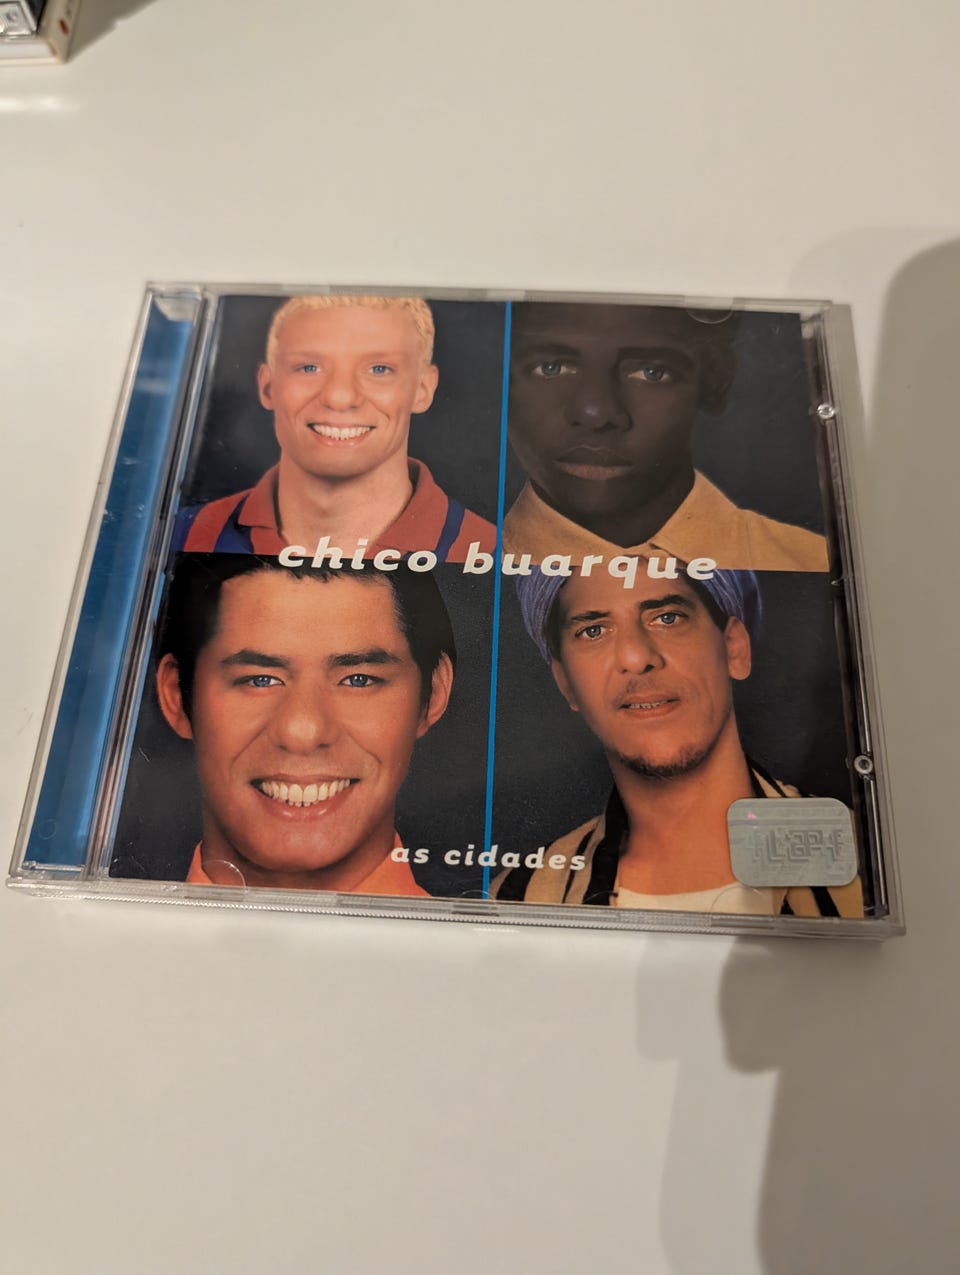 chico buarque
as cidades